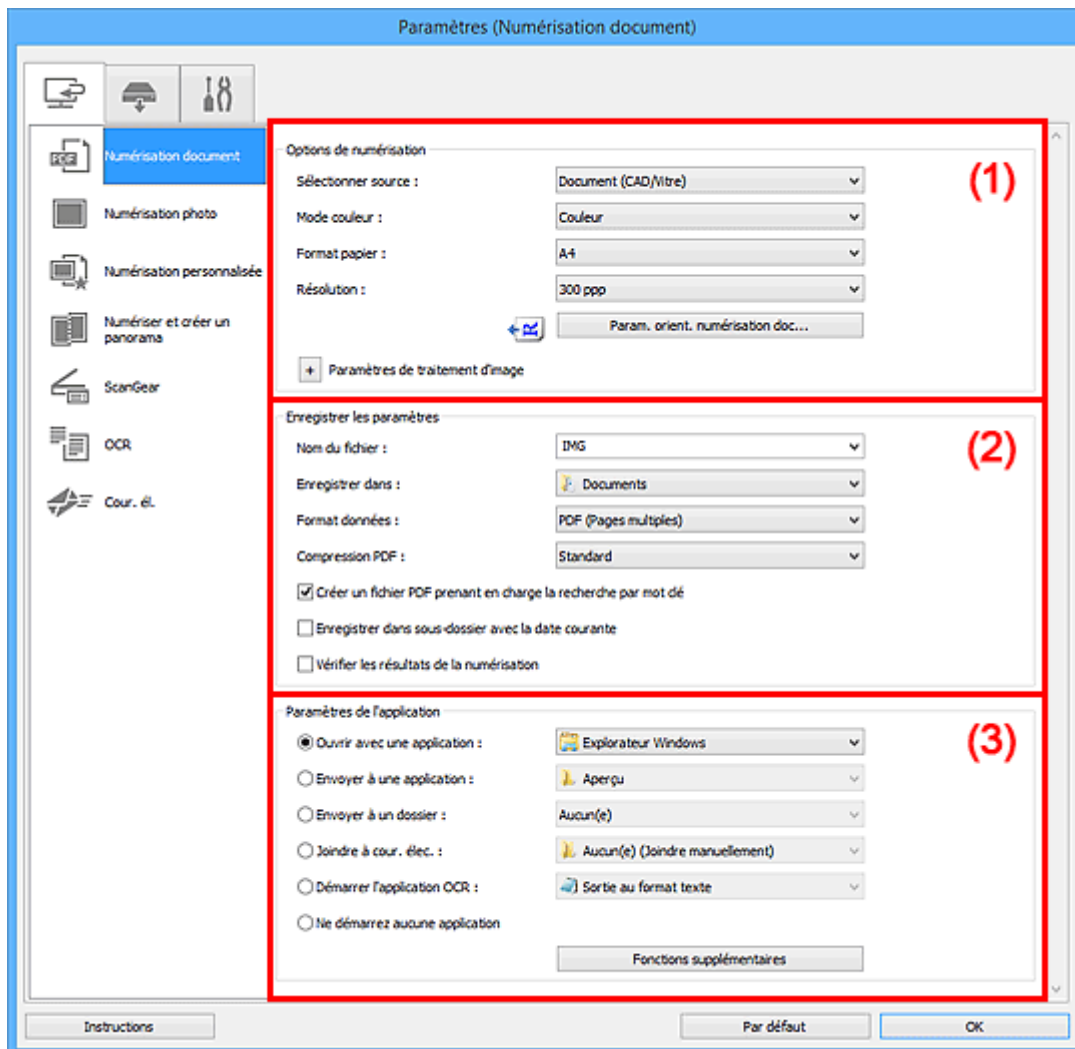 Paramètres (Numérisation document)
Numérisation document
Numérisation photo
Numérisation personnalisée
Numériser et créer un
panorama
ScanGear
OCR
Cour. él.
(1)
Options de numérisation
Sélectionner source : Document (CAD/Vitre)
Mode couleur : Couleur
Format papier : A4
Résolution : 300 ppp
Param. orient. numérisation doc...
+ Paramètres de traitement d'image
(2)
Enregistrer les paramètres
Nom du fichier : IMG
Enregistrer dans : Documents
Format données : PDF (Pages multiples)
Compression PDF : Standard
Créer un fichier PDF prenant en charge la recherche par mot clé
Enregistrer dans sous-dossier avec la date courante
Vérifier les résultats de la numérisation
(3)
Paramètres de l'application
Ouvrir avec une application : Explorateur Windows
Envoyer à une application : Aperçu
Envoyer à un dossier : Aucun(e)
Joindre à cour. élec. : Aucun(e) (Joindre manuellement)
Démarrer l'application OCR : Sortie au format texte
Ne démarrez aucune application
Fonctions supplémentaires
Instructions
Par défaut
OK